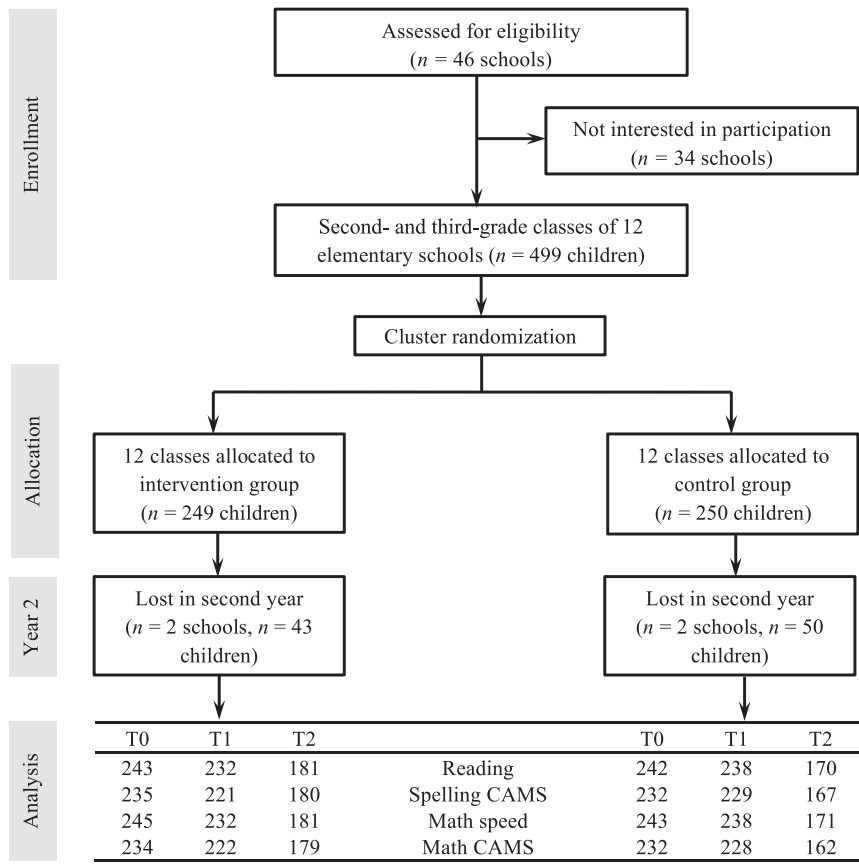 Enrollment
Assessed for eligibility
(n = 46 schools)
Not interested in participation
(n = 34 schools)
Second- and third-grade classes of 12
elementary schools (n = 499 children)
Cluster randomization
Allocation
12 classes allocated to
intervention group
(n = 249 children)
12 classes allocated to
control group
(n = 250 children)
Year 2
Lost in second year
(n = 2 schools, n = 43
children)
Lost in second year
(n = 2 schools, n = 50
children)
Analysis
T0 T1 T2 T0 T1 T2
243 232 181 Reading 242 238 170
235 221 180 Spelling CAMS 232 229 167
245 232 181 Math speed 243 238 171
234 222 179 Math CAMS 232 228 162